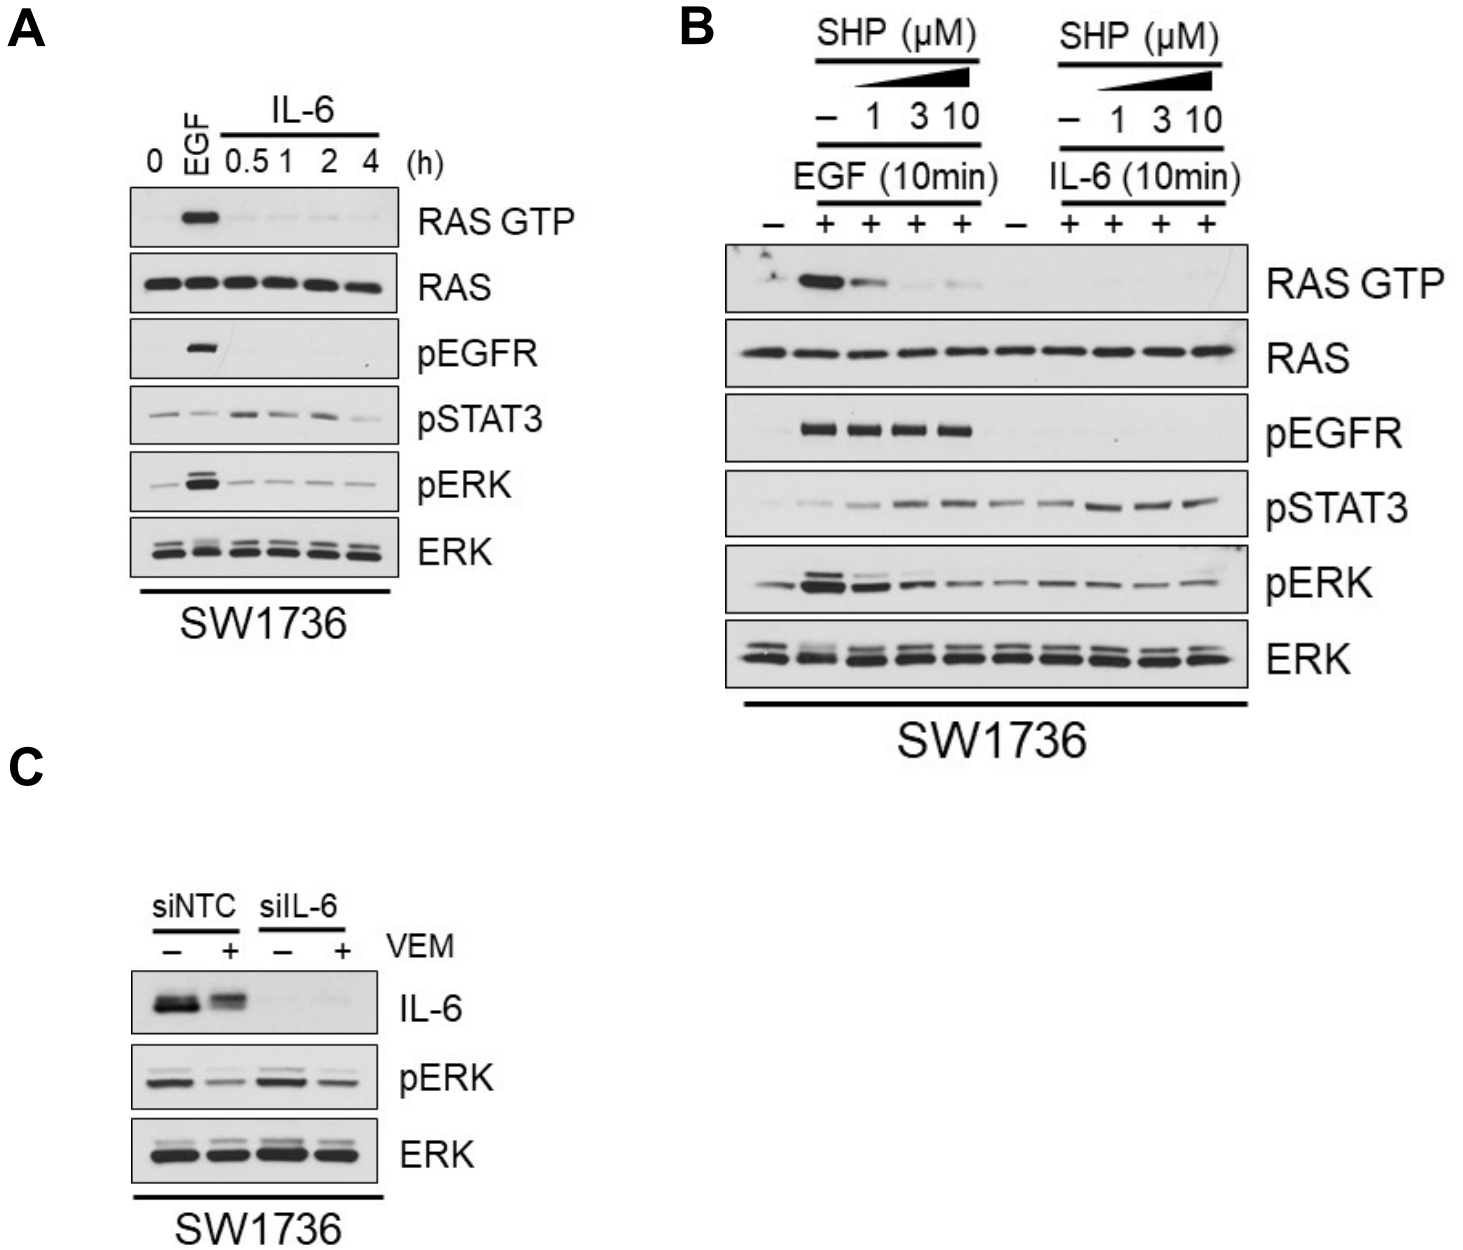 A
IL-6
0 EGF 0.5 1 2 4 (h)
RAS GTP
RAS
pEGFR
pSTAT3
pERK
ERK
SW1736
B
SHP (µM) SHP (µM)
– 1 3 10 – 1 3 10
EGF (10min) IL-6 (10min)
– + + + + – + + + +
RAS GTP
RAS
pEGFR
pSTAT3
pERK
ERK
SW1736
C
siNTC siIL-6
– + – + VEM
IL-6
pERK
ERK
SW1736